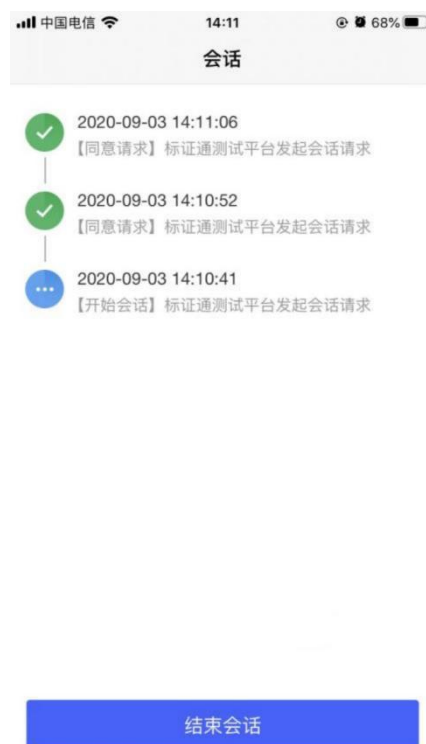 中国电信 14:11 68%
会话
2020-09-03 14:11:06
【同意请求】标证通测试平台发起会话请求
2020-09-03 14:10:52
【同意请求】标证通测试平台发起会话请求
2020-09-03 14:10:41
【开始会话】标证通测试平台发起会话请求
结束会话